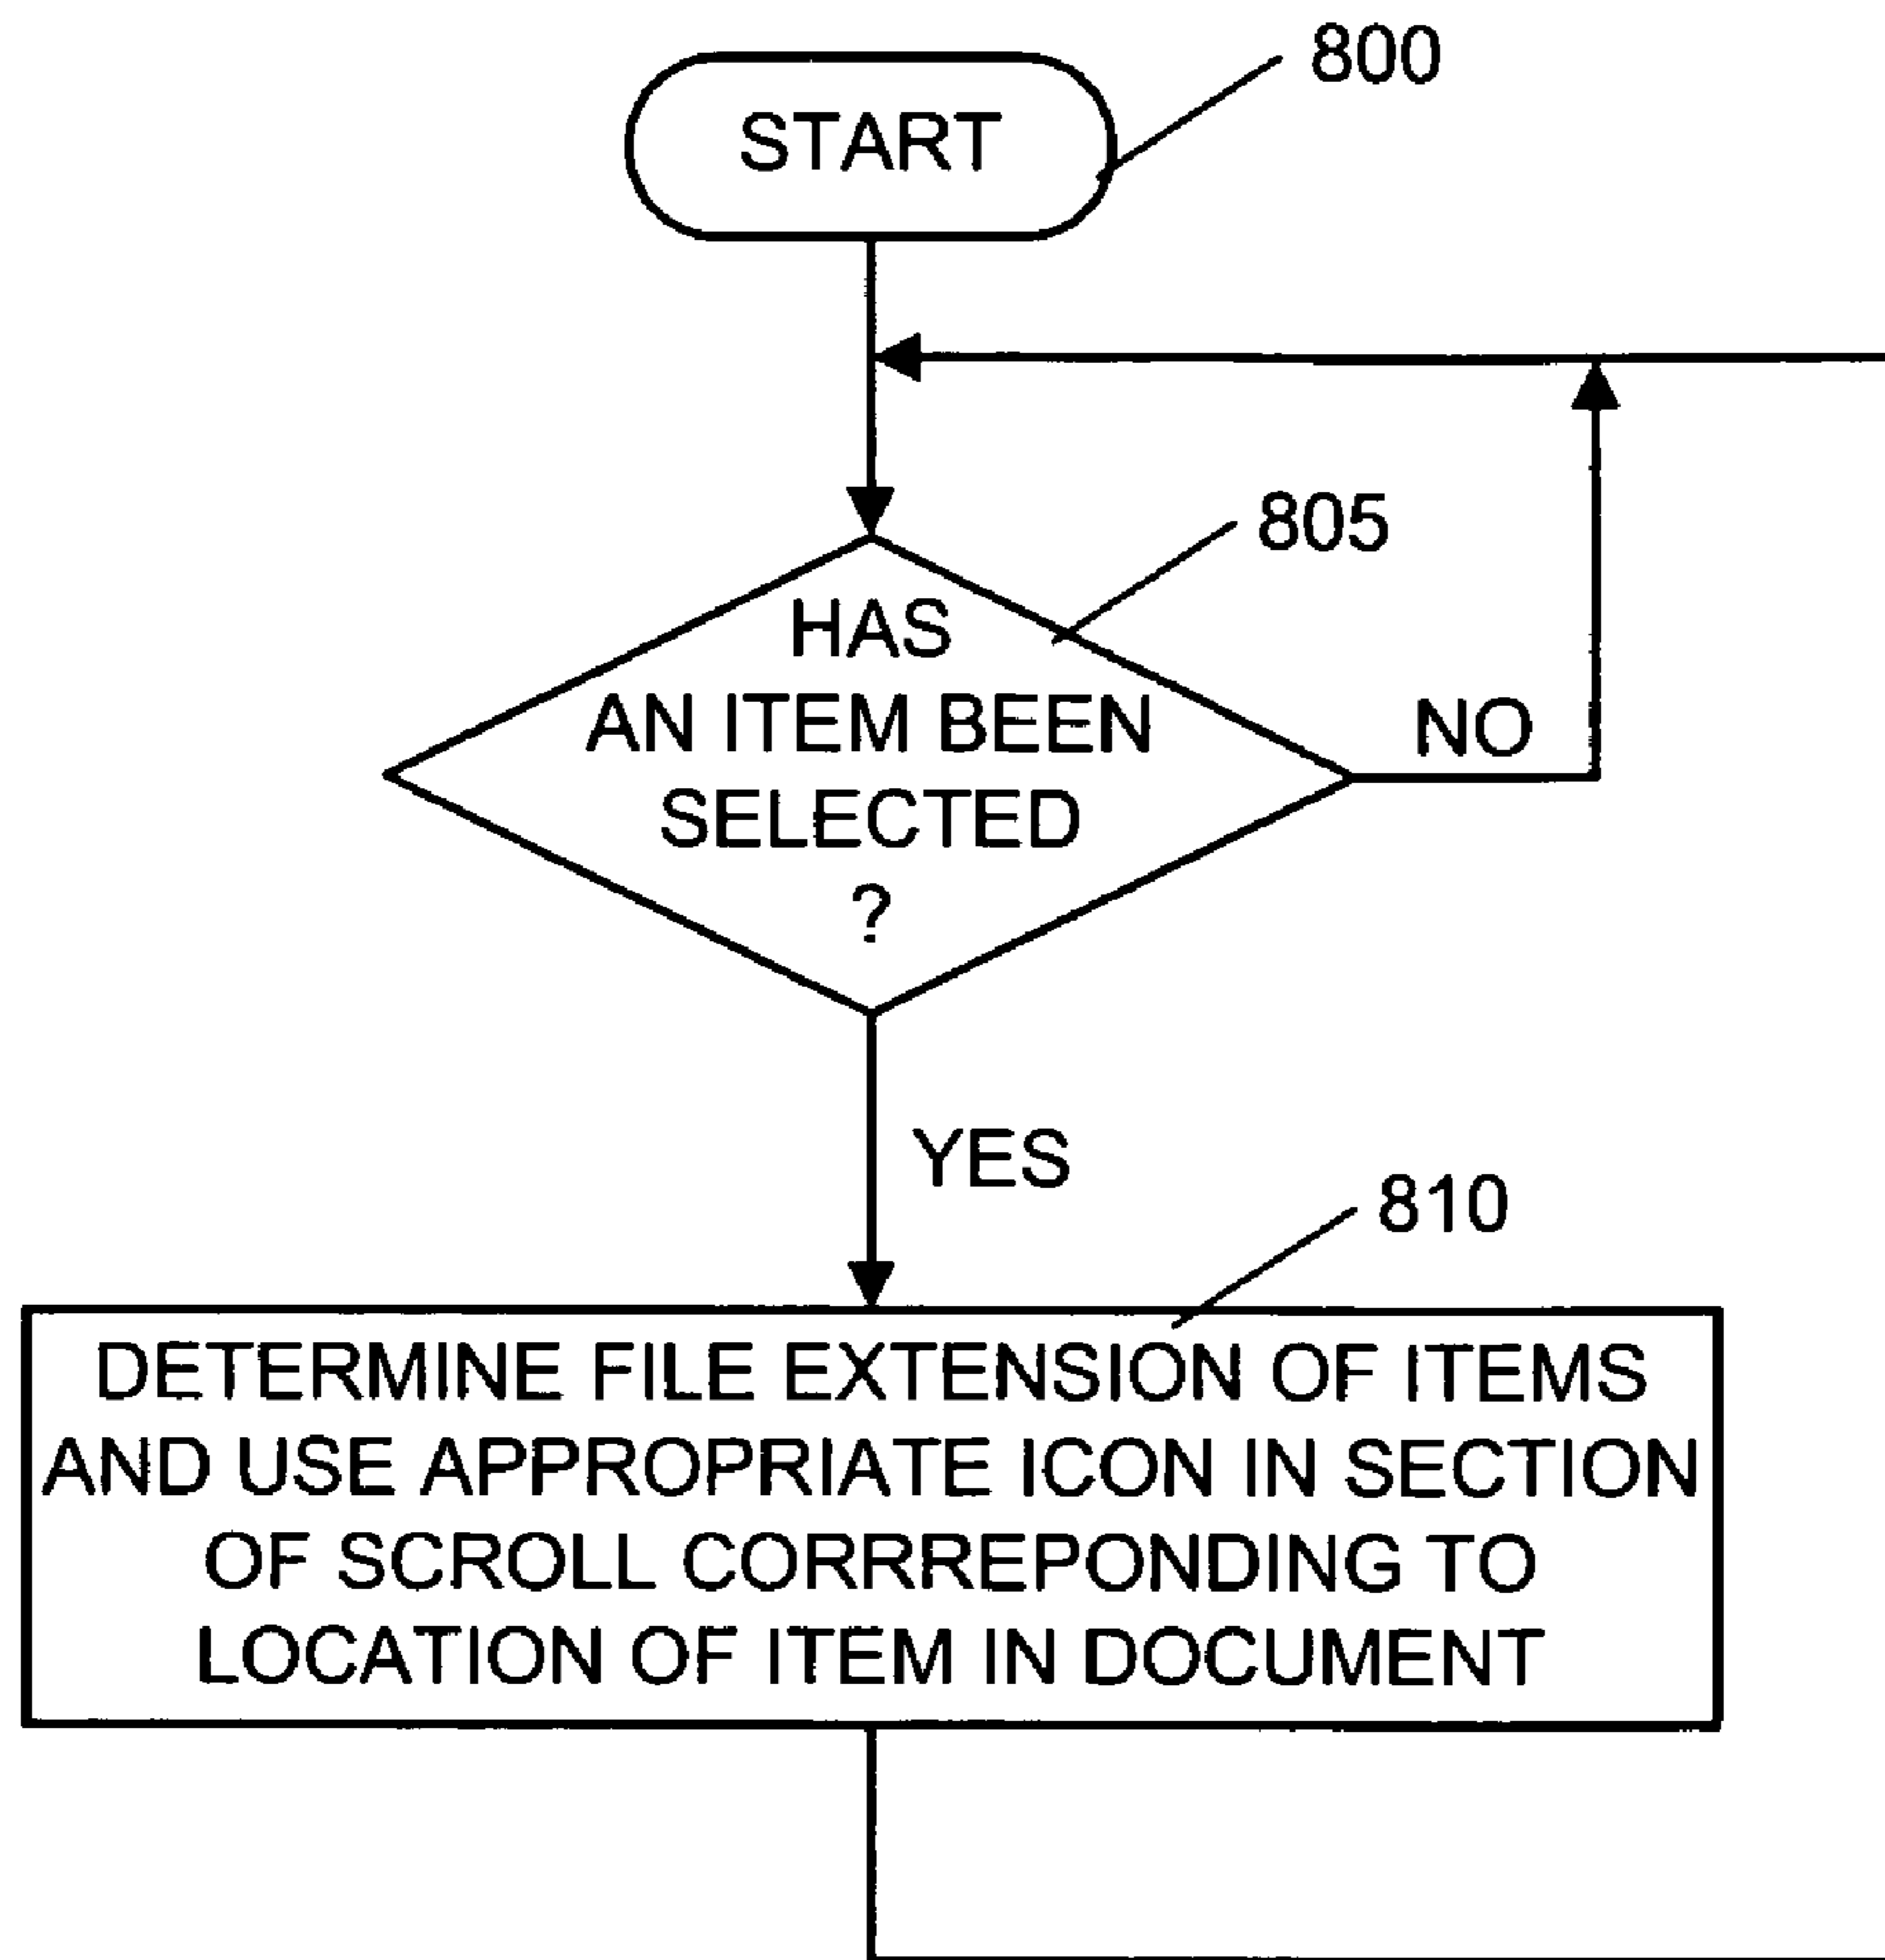 800
START
805
HAS
AN ITEM BEEN
SELECTED
?
NO
YES
810
DETERMINE FILE EXTENSION OF ITEMS
AND USE APPROPRIATE ICON IN SECTION
OF SCROLL CORRREPONDING TO
LOCATION OF ITEM IN DOCUMENT